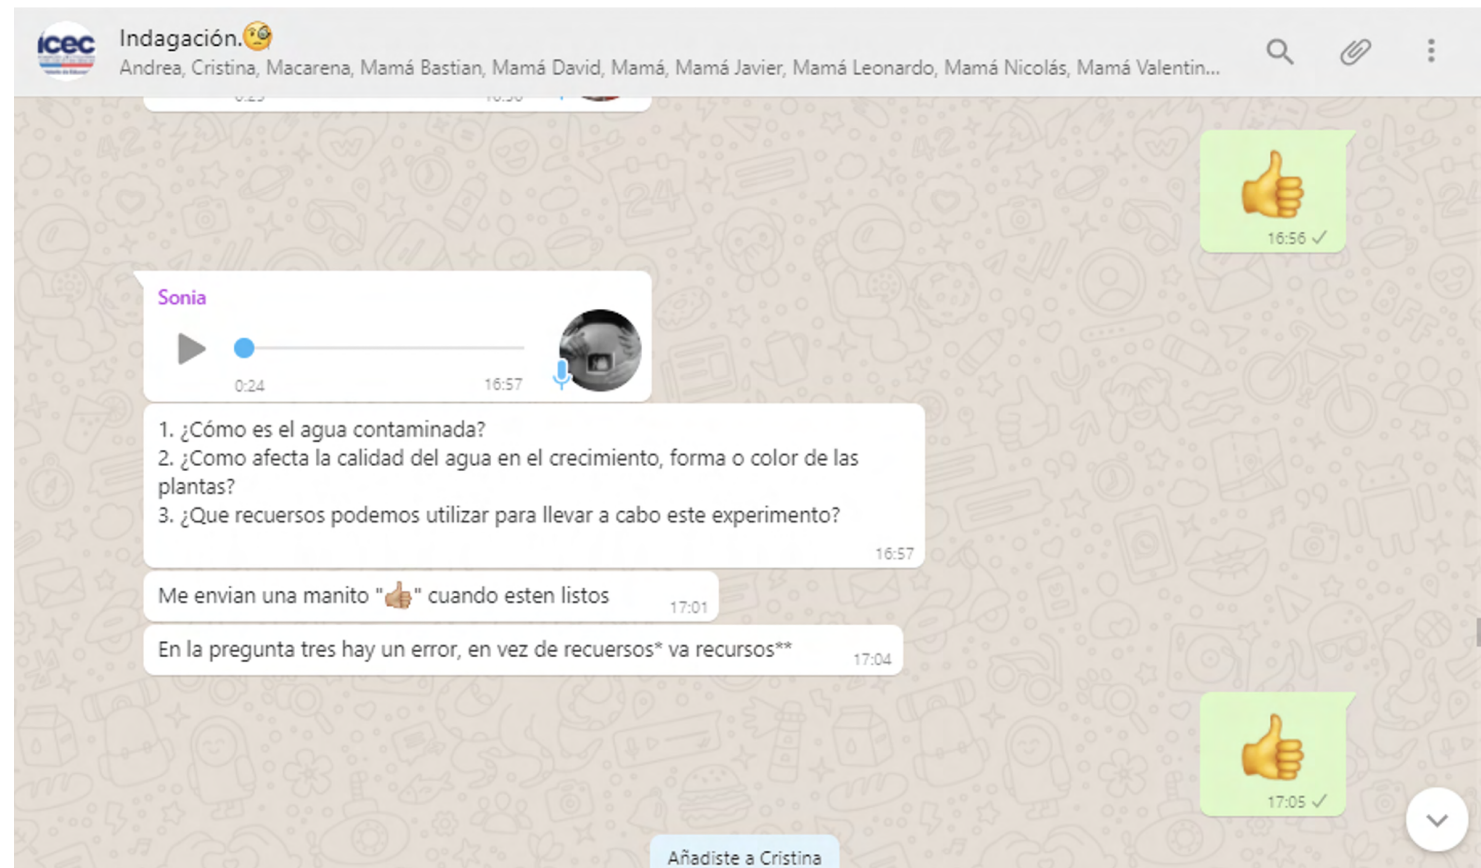 icec
Indagación.🧐
Andrea, Cristina, Macarena, Mamá Bastian, Mamá David, Mamá, Mamá Javier, Mamá Leonardo, Mamá Nicolás, Mamá Valentin...
16:56
Sonia
0:24
16:57
1. ¿Cómo es el agua contaminada?
2. ¿Como afecta la calidad del agua en el crecimiento, forma o color de las
plantas?
3. ¿Que recuersos podemos utilizar para llevar a cabo este experimento?
16:57
Me envian una manito "👍🏼" cuando esten listos
17:01
En la pregunta tres hay un error, en vez de recuersos* va recursos**
17:04
17:05
Añadiste a Cristina